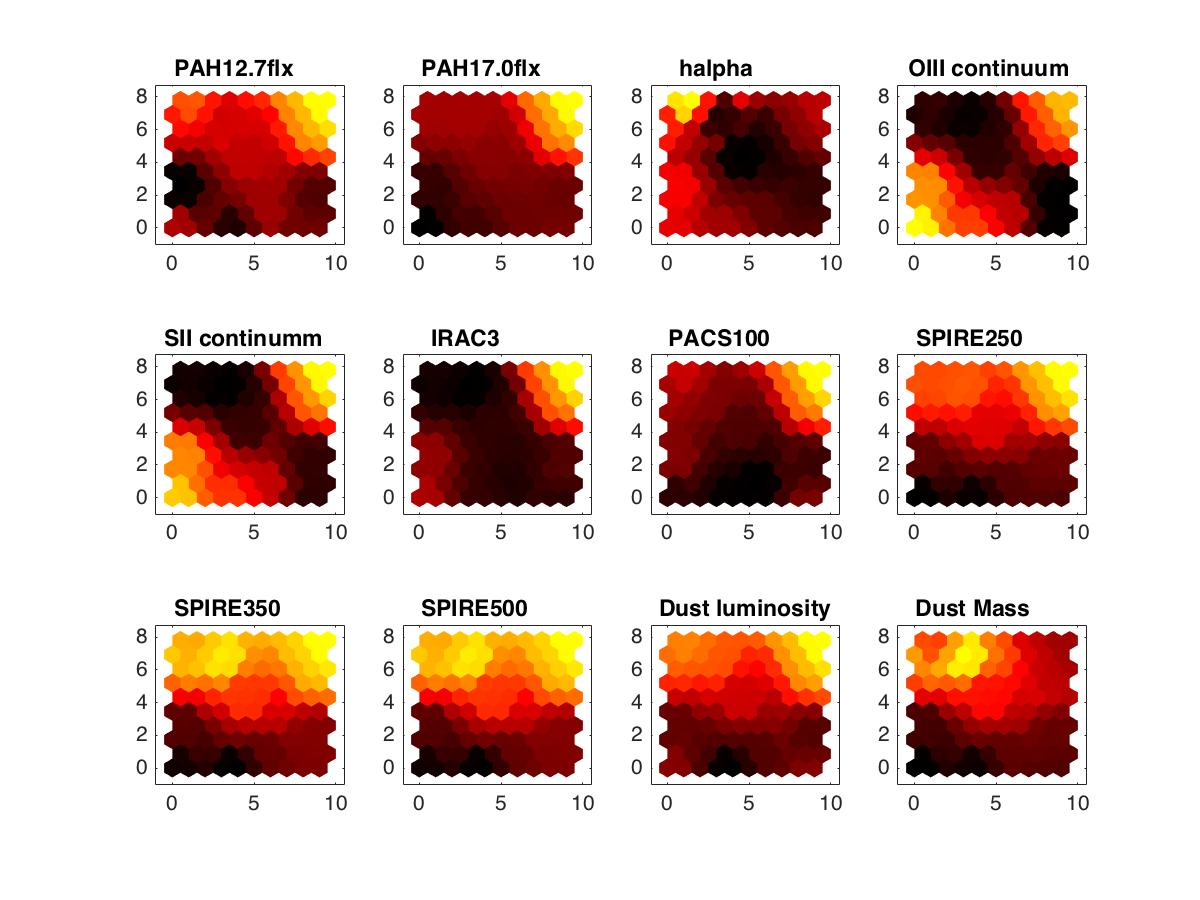 PAH12.7flx PAH17.0flx halpha OIII continuum
8 8 8 8
6 6 6 6
4 4 4 4
2 2 2 2
0 0 0 0
0 5 10 0 5 10 0 5 10 0 5 10
SII continumm IRAC3 PACS100 SPIRE250
8 8 8 8
6 6 6 6
4 4 4 4
2 2 2 2
0 0 0 0
0 5 10 0 5 10 0 5 10 0 5 10
SPIRE350 SPIRE500 Dust luminosity Dust Mass
8 8 8 8
6 6 6 6
4 4 4 4
2 2 2 2
0 0 0 0
0 5 10 0 5 10 0 5 10 0 5 10